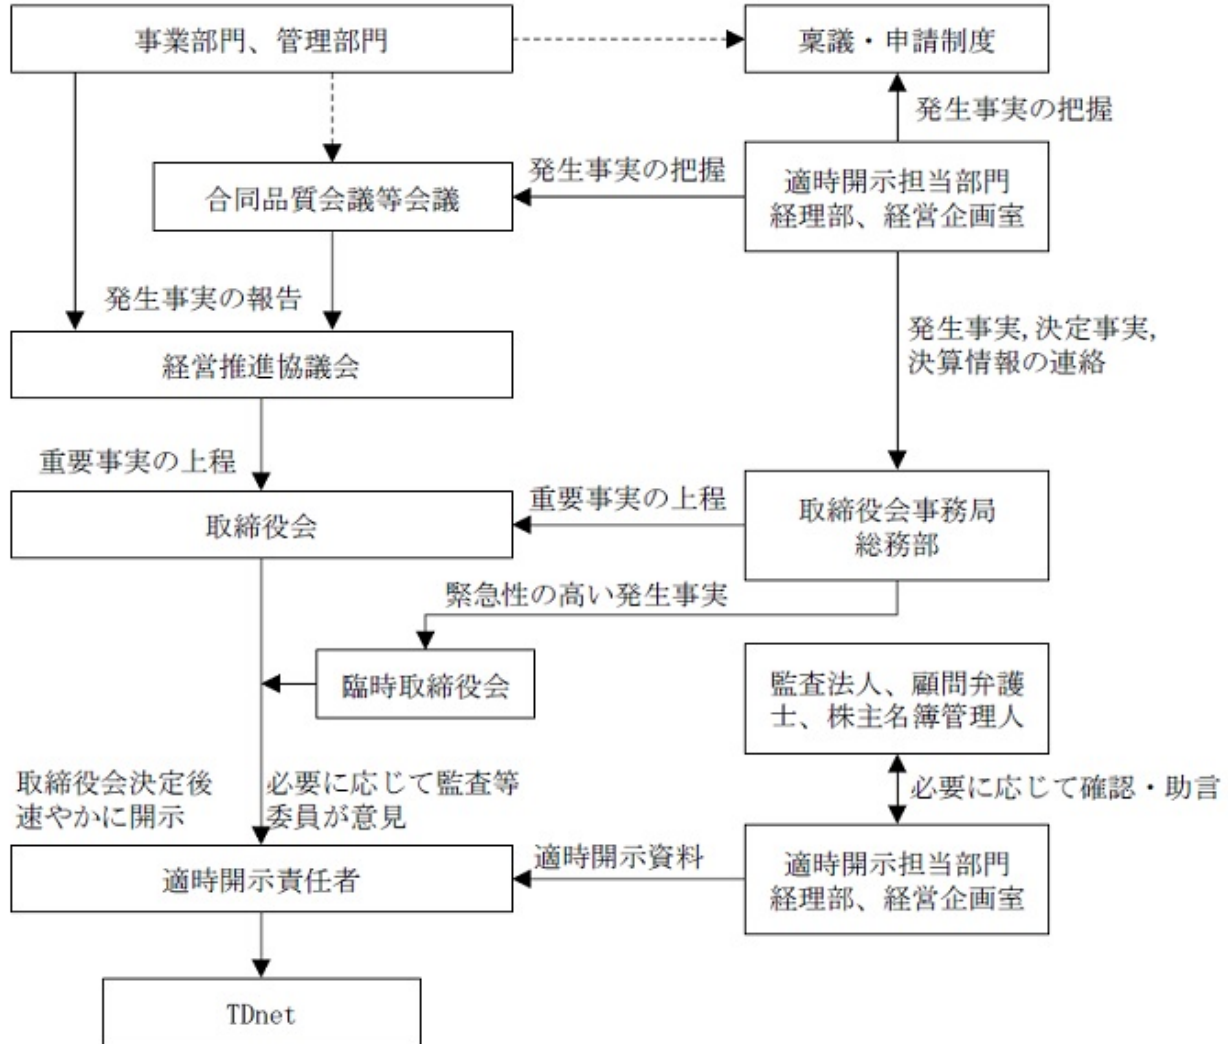 事業部門、管理部門
稟議・申請制度
発生事実の把握
発生事実の把握
適時開示担当部門
経理部、経営企画室
合同品質会議等会議
発生事実の報告
発生事実,決定事実,
決算情報の連絡
経営推進協議会
重要事実の上程
重要事実の上程
取締役会
取締役会事務局
総務部
緊急性の高い発生事実
臨時取締役会
監査法人、顧問弁護
士、株主名簿管理人
取締役会決定後
速やかに開示
必要に応じて監査等
委員が意見
必要に応じて確認・助言
適時開示資料
適時開示責任者
適時開示担当部門
経理部、経営企画室
TDnet